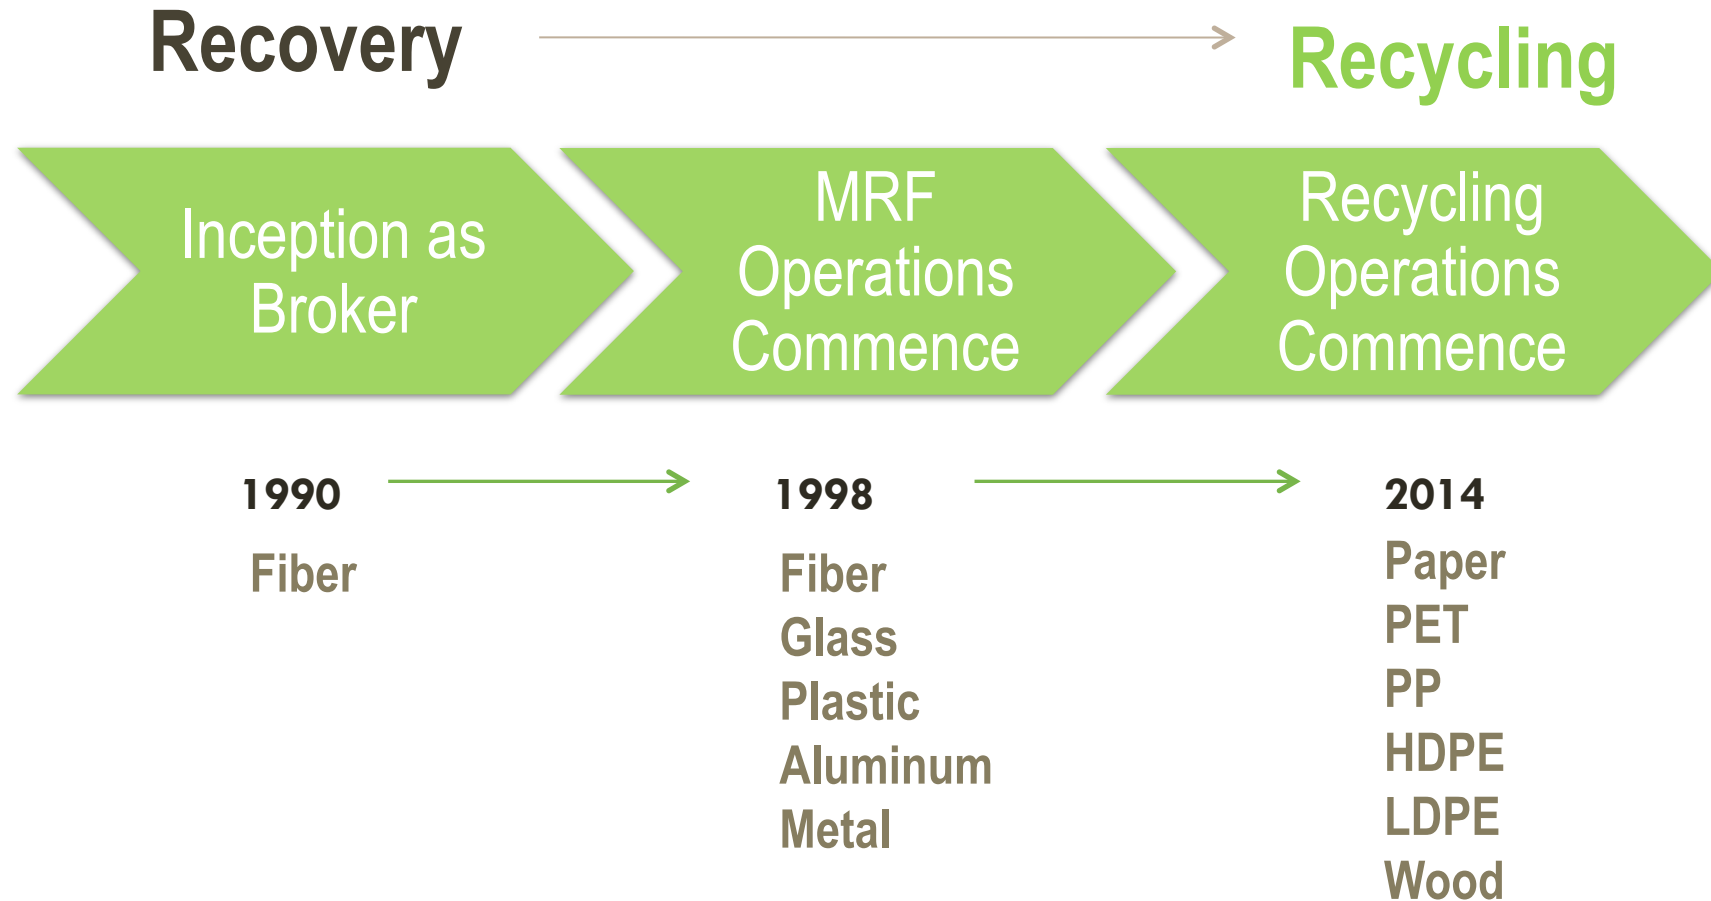 Recovery
Recycling
Inception as
Broker
MRF
Operations
Commence
Recycling
Operations
Commence
1990
Fiber
1998
Fiber
Glass
Plastic
Aluminum
Metal
2014
Paper
PET
PP
HDPE
LDPE
Wood